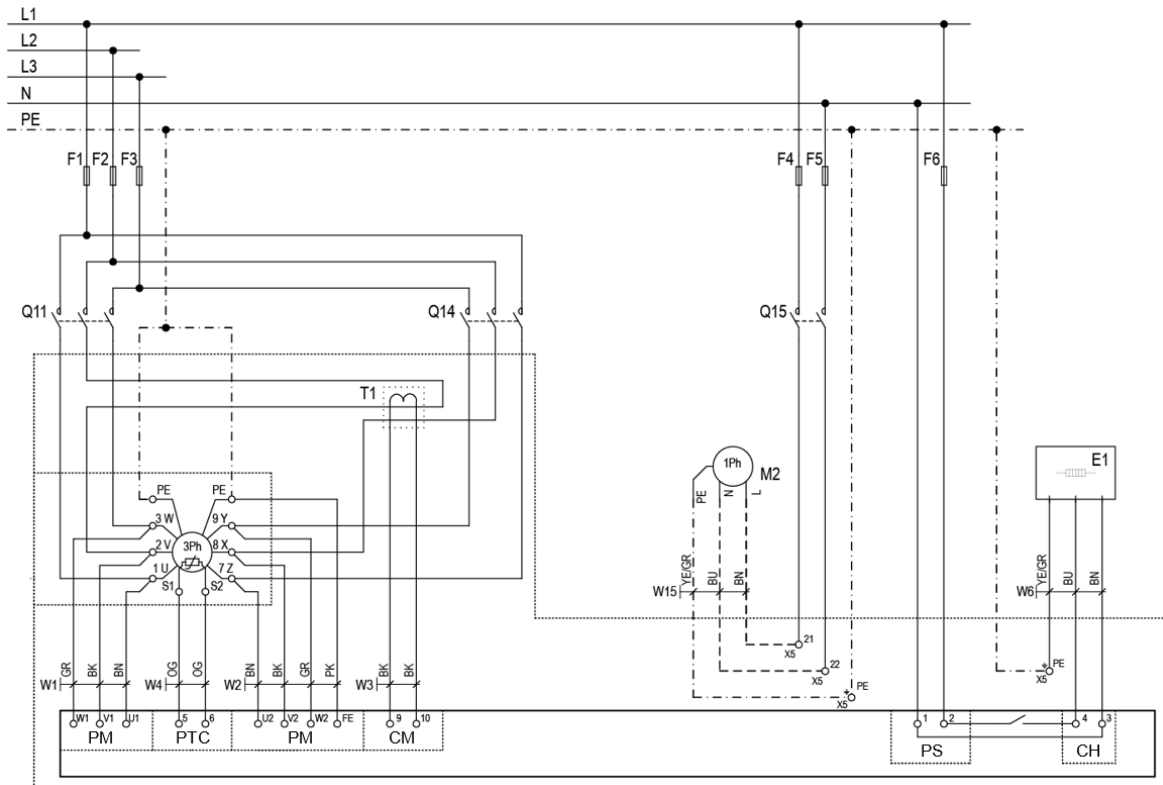 L1
L2
L3
N
PE
F1 F2 F3 F4 F5 F6
Q11 Q14 Q15
T1
1Ph M2 E1
PE PE PE N L
3 W 9 Y
2 V 3Ph 8 X
1 U 7 Z
S1 S2
YE/GR BU BN YE/GR BU BN
W15 W6
21
X5
22 PE
X5 X5
PE
X5
GR BK BN OG OG BN BK GR PK BK BK
W1 W4 W2 W3
W1 V1 U1 5 6 U2 V2 W2 FE 9 10 1 2 4 3
PM PTC PM CM PS CH